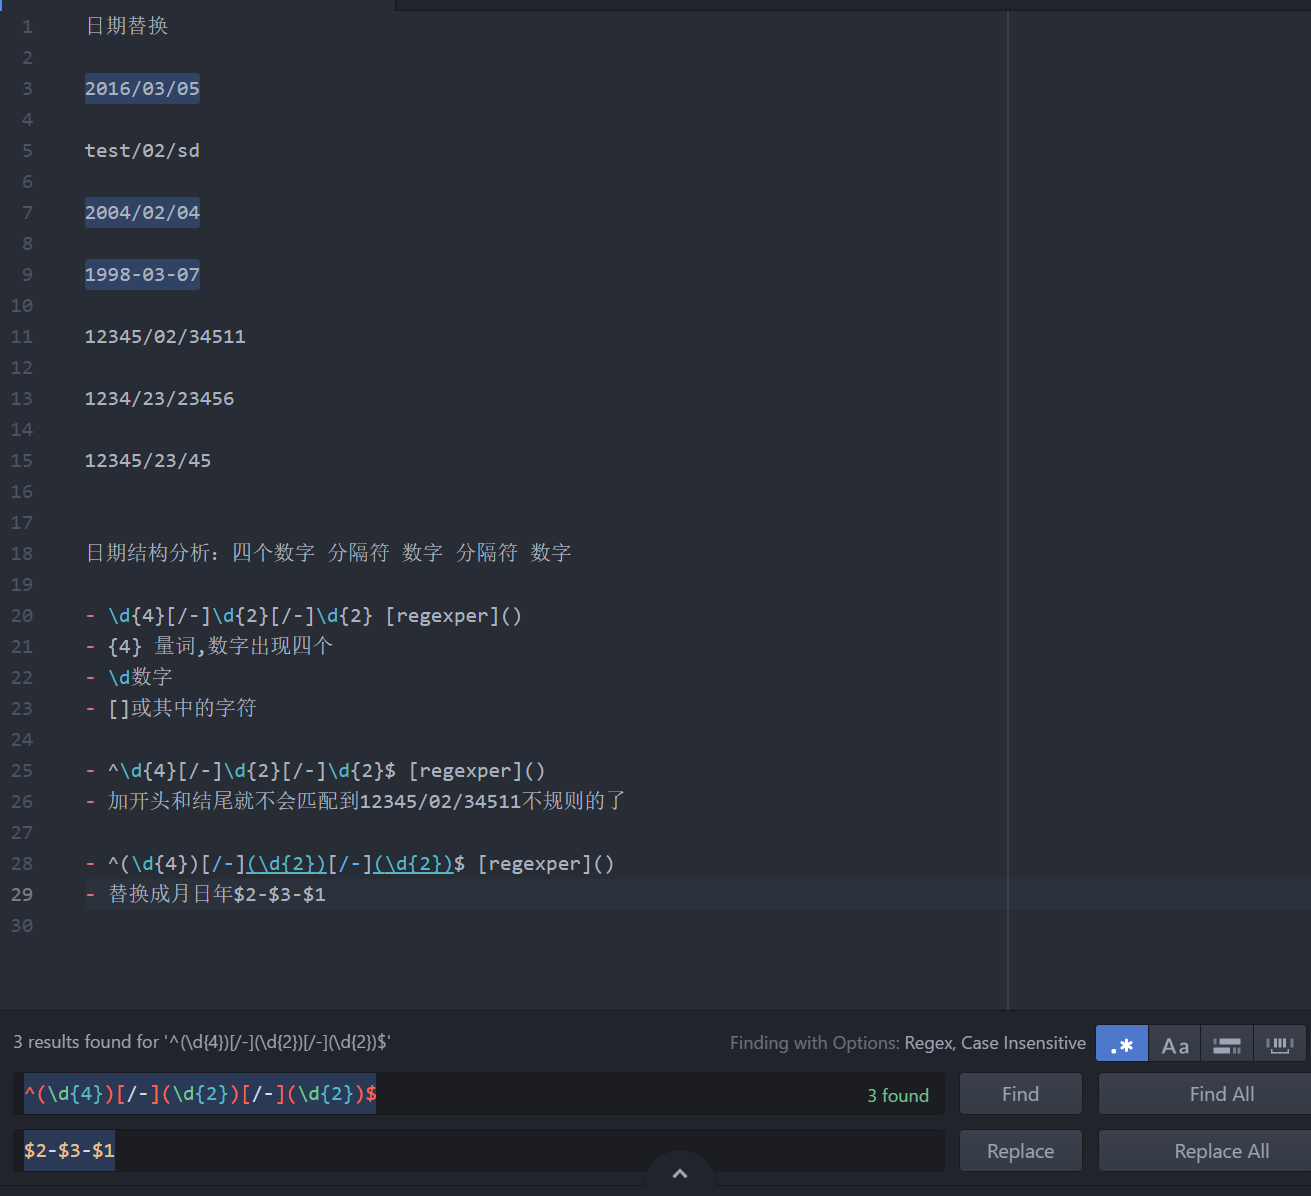 1 日期替换
2
3 2016/03/05
4
5 test/02/sd
6
7 2004/02/04
8
9 1998-03-07
10
11 12345/02/34511
12
13 1234/23/23456
14
15 12345/23/45
16
17
18 日期结构分析：四个数字 分隔符 数字 分隔符 数字
19
20 - \d{4}[/-]\d{2}[/-]\d{2} [regexper]()
21 - {4} 量词,数字出现四个
22 - \d数字
23 - []或其中的字符
24
25 - ^\d{4}[/-]\d{2}[/-]\d{2}$ [regexper]()
26 - 加开头和结尾就不会匹配到12345/02/34511不规则的了
27
28 - ^(\d{4})[/-](\d{2})[/-](\d{2})$ [regexper]()
29 - 替换成月日年$2-$3-$1
30
3 results found for '^(\d{4})[/-](\d{2})[/-](\d{2})$' Finding with Options: Regex, Case Insensitive .* Aa
^(\d{4})[/-](\d{2})[/-](\d{2})$ 3 found Find Find All
$2-$3-$1 Replace Replace All